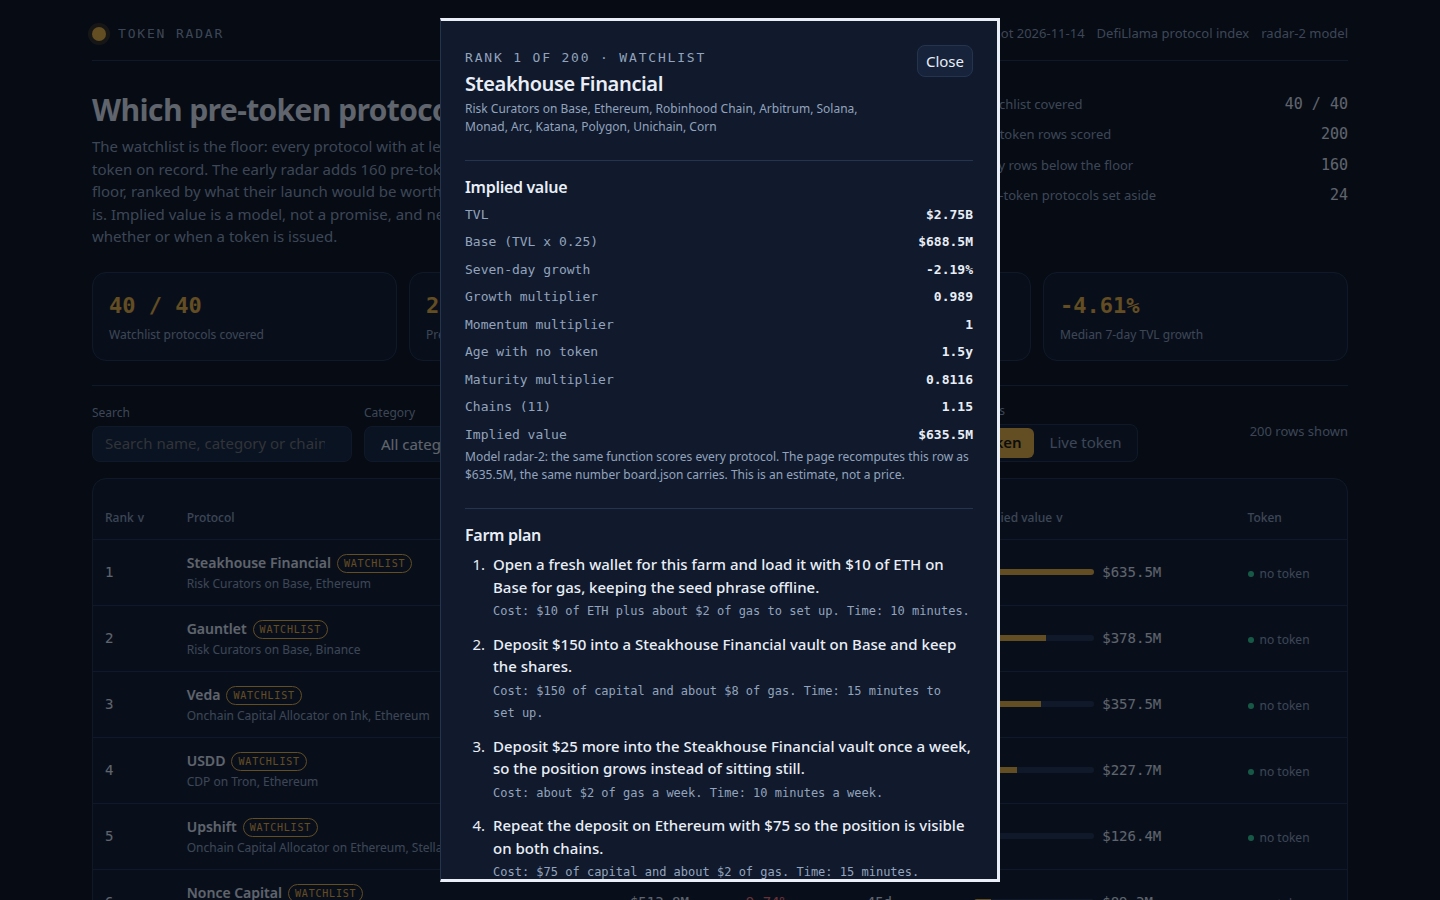 TOKEN RADAR
ot 2026-11-14 DefiLlama protocol index radar-2 model
Which pre-token protoco
The watchlist is the floor: every protocol with at le
token on record. The early radar adds 160 pre-tok
floor, ranked by what their launch would be worth
is. Implied value is a model, not a promise, and ne
whether or when a token is issued.
chlist covered 40 / 40
token rows scored 200
y rows below the floor 160
-token protocols set aside 24
40 / 40
Watchlist protocols covered
2
Pre
-4.61%
Median 7-day TVL growth
Search
Category
s
Search name, category or chain
All categ
ken
Live token
200 rows shown
Rank v Protocol ied value v Token
1 Steakhouse Financial WATCHLIST $635.5M no token
Risk Curators on Base, Ethereum
2 Gauntlet WATCHLIST $378.5M no token
Risk Curators on Base, Binance
3 Veda WATCHLIST $357.5M no token
Onchain Capital Allocator on Ink, Ethereum
4 USDD WATCHLIST $227.7M no token
CDP on Tron, Ethereum
5 Upshift WATCHLIST $126.4M no token
Onchain Capital Allocator on Ethereum, Stella
Nonce Capital WATCHLIST
RANK 1 OF 200 · WATCHLIST
Close
Steakhouse Financial
Risk Curators on Base, Ethereum, Robinhood Chain, Arbitrum, Solana,
Monad, Arc, Katana, Polygon, Unichain, Corn
Implied value
TVL $2.75B
Base (TVL x 0.25) $688.5M
Seven-day growth -2.19%
Growth multiplier 0.989
Momentum multiplier 1
Age with no token 1.5y
Maturity multiplier 0.8116
Chains (11) 1.15
Implied value $635.5M
Model radar-2: the same function scores every protocol. The page recomputes this row as
$635.5M, the same number board.json carries. This is an estimate, not a price.
Farm plan
1. Open a fresh wallet for this farm and load it with $10 of ETH on
Base for gas, keeping the seed phrase offline.
Cost: $10 of ETH plus about $2 of gas to set up. Time: 10 minutes.
2. Deposit $150 into a Steakhouse Financial vault on Base and keep
the shares.
Cost: $150 of capital and about $8 of gas. Time: 15 minutes to
set up.
3. Deposit $25 more into the Steakhouse Financial vault once a week,
so the position grows instead of sitting still.
Cost: about $2 of gas a week. Time: 10 minutes a week.
4. Repeat the deposit on Ethereum with $75 so the position is visible
on both chains.
Cost: $75 of capital and about $2 of gas. Time: 15 minutes.